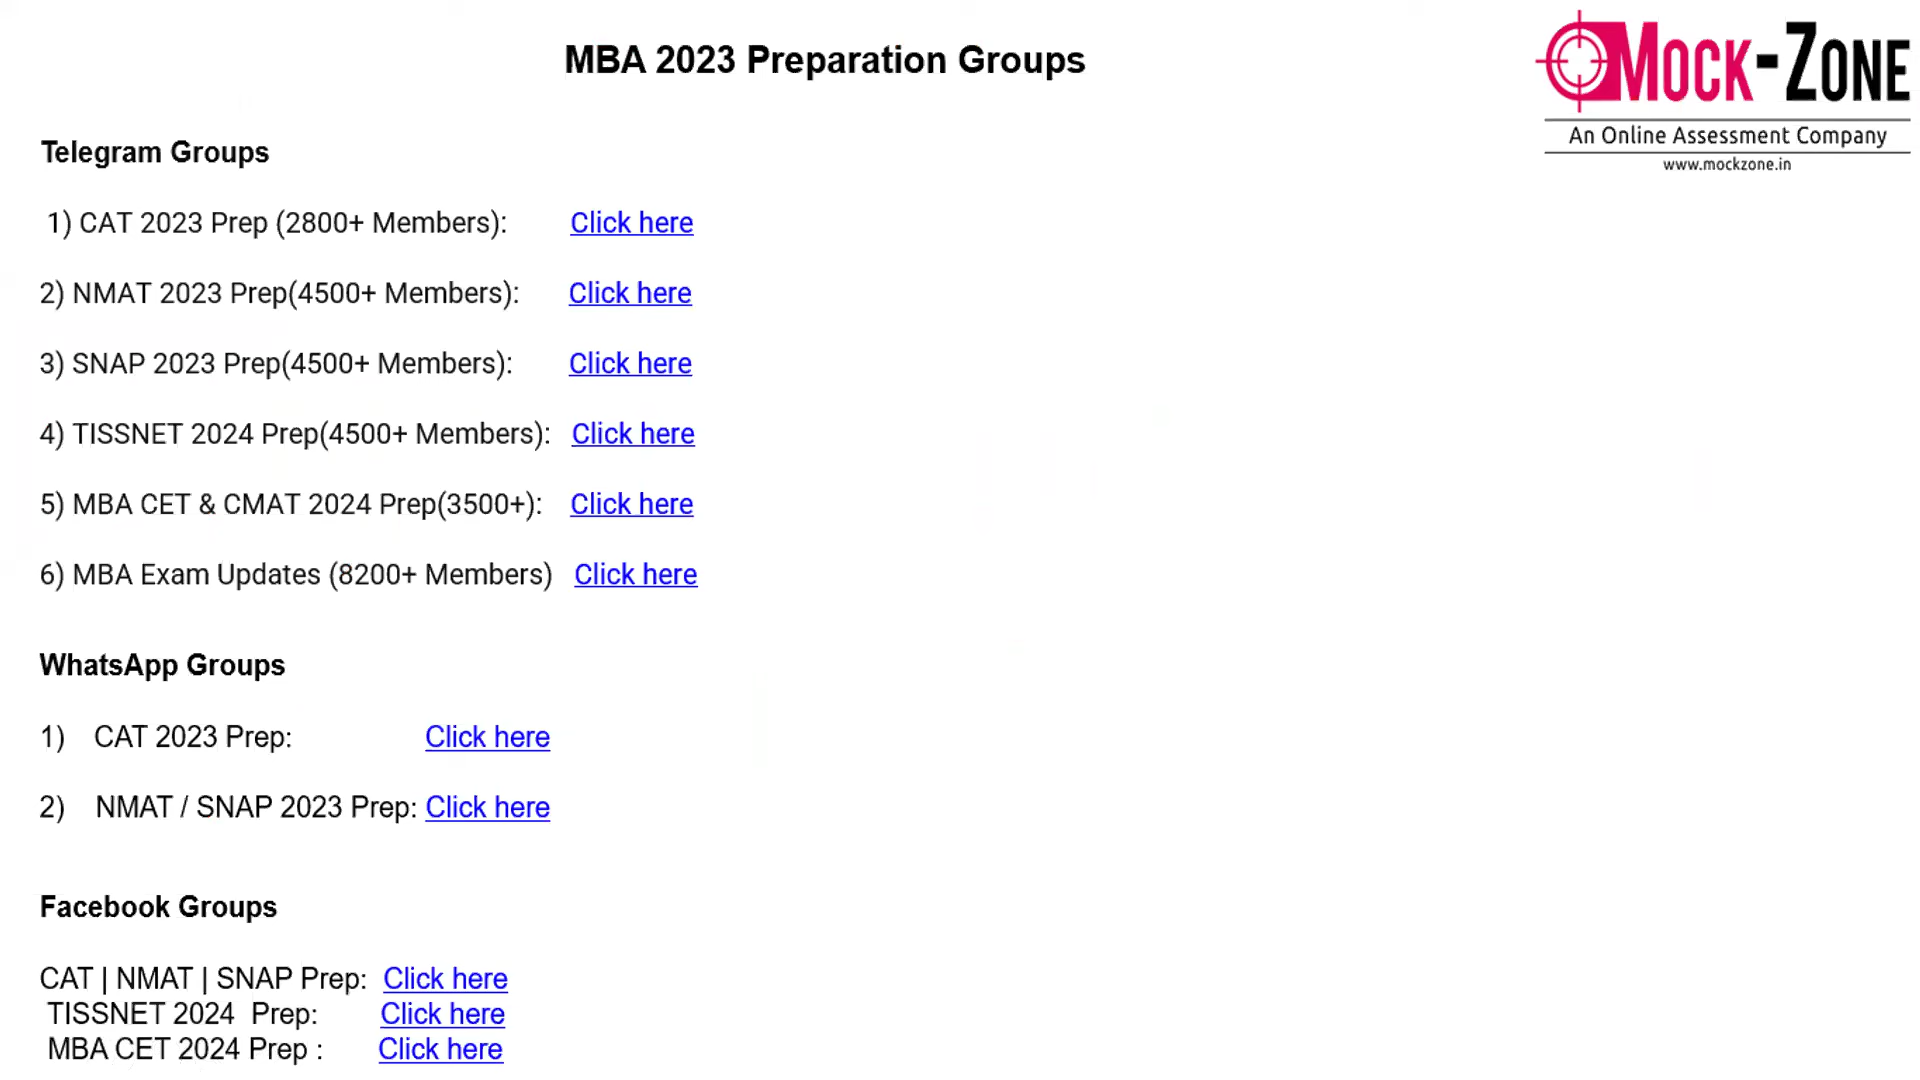 MBA 2023 Preparation Groups
MOCK-ZONE
An Online Assessment Company
www.mockzone.in
Telegram Groups
1) CAT 2023 Prep (2800+ Members): Click here
2) NMAT 2023 Prep(4500+ Members): Click here
3) SNAP 2023 Prep(4500+ Members): Click here
4) TISSNET 2024 Prep(4500+ Members): Click here
5) MBA CET & CMAT 2024 Prep(3500+): Click here
6) MBA Exam Updates (8200+ Members) Click here
WhatsApp Groups
1) CAT 2023 Prep: Click here
2) NMAT / SNAP 2023 Prep: Click here
Facebook Groups
CAT | NMAT | SNAP Prep: Click here
TISSNET 2024 Prep: Click here
MBA CET 2024 Prep : Click here